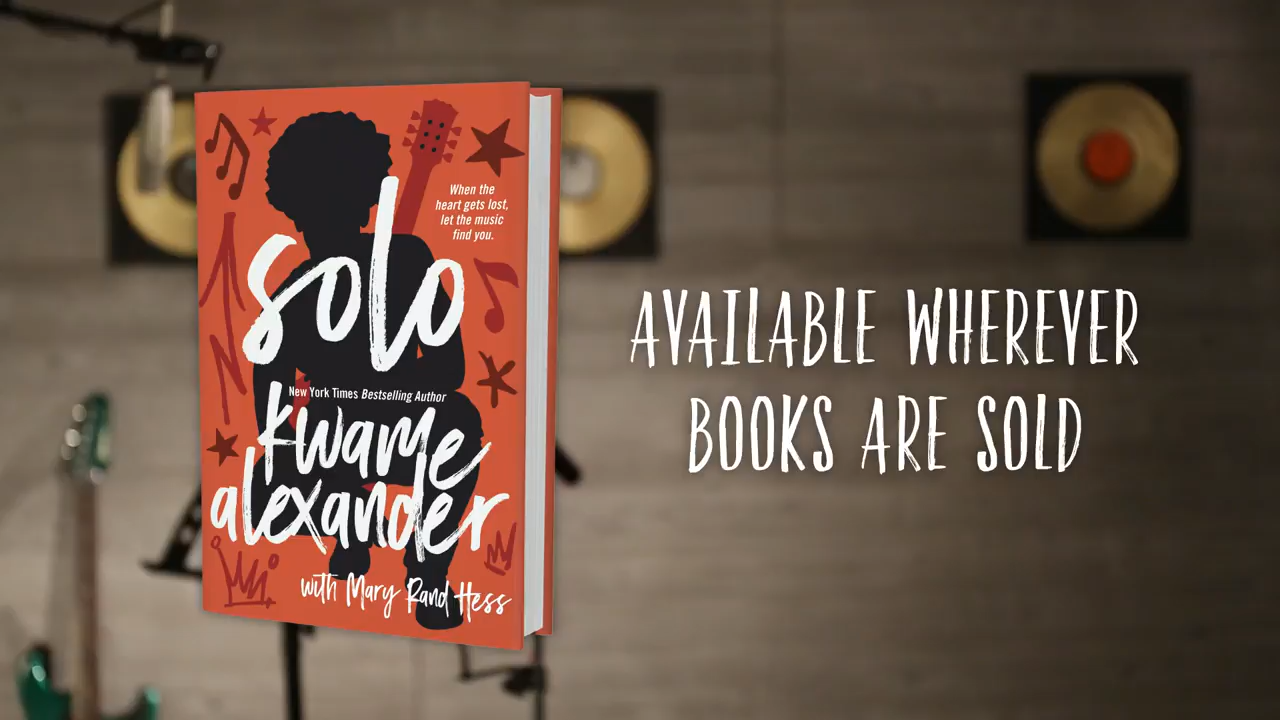 When the
heart gets lost,
let the music
find you.
solo
New York Times Bestselling Author
kwame
alexander
with Mary Rand Hess
AVAILABLE WHEREVER
BOOKS ARE SOLD